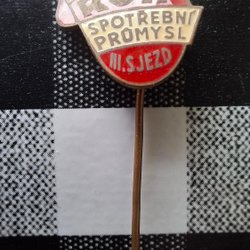 SPOTŘEBNÍ
PRŮMYSL
III. SJEZD